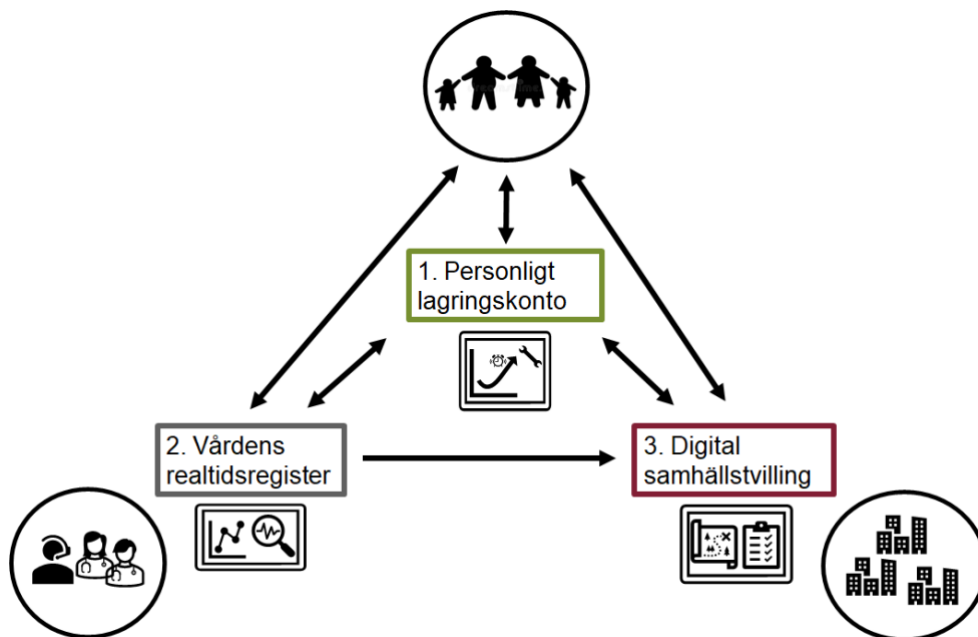 1. Personligt
lagringskonto
2. Vårdens
realtidsregister
3. Digital
samhällstvilling